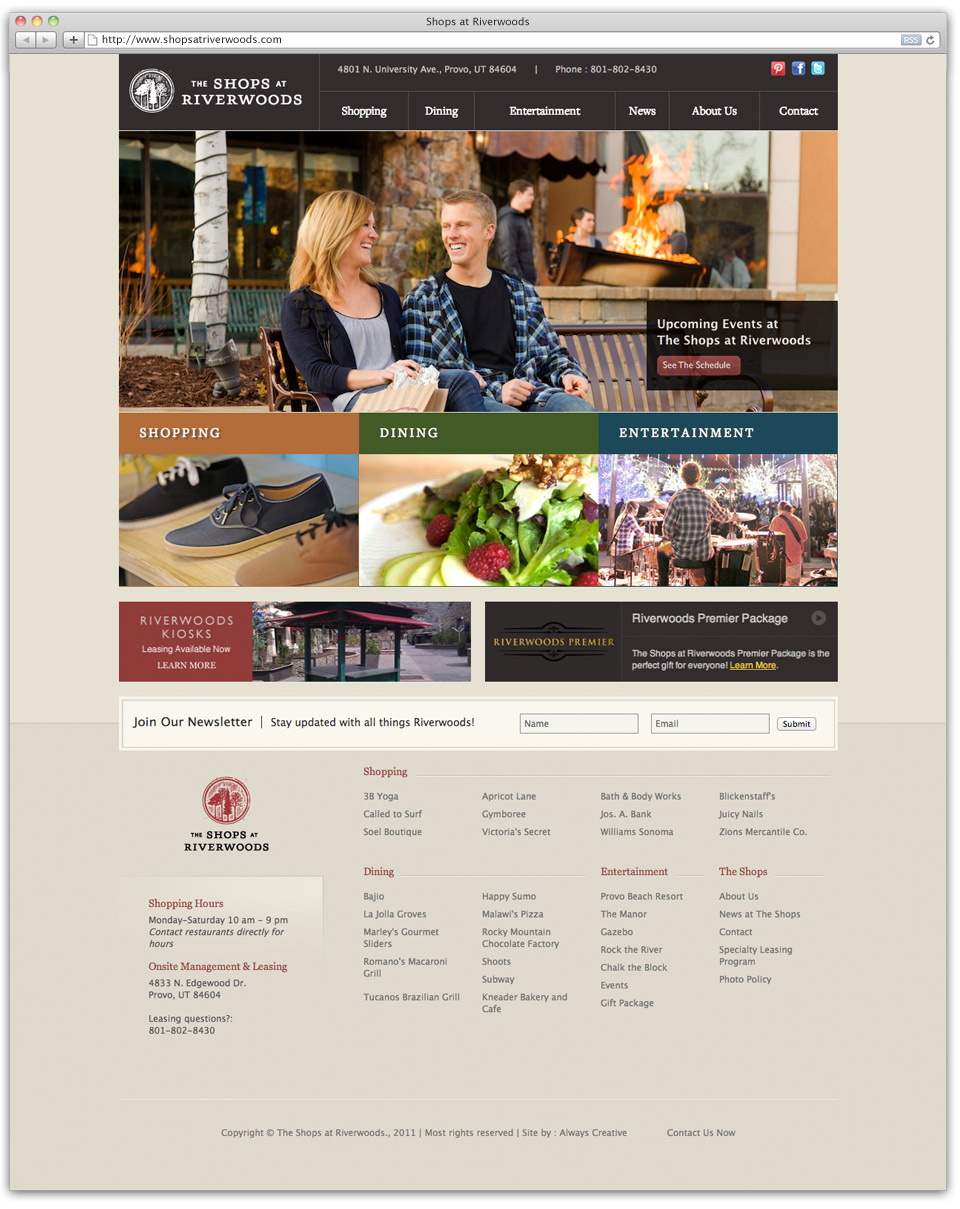 Shops at Riverwoods
http://www.shopsatriverwoods.com
RSS
THE SHOPS AT
RIVERWOODS
4801 N. University Ave., Provo, UT 84604 | Phone : 801-802-8430
Shopping Dining Entertainment News About Us Contact
Upcoming Events at
The Shops at Riverwoods
See The Schedule
SHOPPING
DINING
ENTERTAINMENT
RIVERWOODS
KIOSKS
Leasing Available Now
LEARN MORE
RIVERWOODS PREMIER
Riverwoods Premier Package
The Shops at Riverwoods Premier Package is the
perfect gift for everyone! Learn More.
Join Our Newsletter | Stay updated with all things Riverwoods!
Name
Email
Submit
THE SHOPS AT
RIVERWOODS
Shopping Hours
Monday-Saturday 10 am - 9 pm
Contact restaurants directly for
hours
Onsite Management & Leasing
4833 N. Edgewood Dr.
Provo, UT 84604
Leasing questions?:
801-802-8430
Shopping
3B Yoga
Called to Surf
Soel Boutique
Apricot Lane
Gymboree
Victoria's Secret
Bath & Body Works
Jos. A. Bank
Williams Sonoma
Blickenstaff's
Juicy Nails
Zions Mercantile Co.
Dining
Bajio
La Jolla Groves
Marley's Gourmet
Sliders
Romano's Macaroni
Grill
Tucanos Brazilian Grill
Happy Sumo
Malawi's Pizza
Rocky Mountain
Chocolate Factory
Shoots
Subway
Kneader Bakery and
Cafe
Entertainment
Provo Beach Resort
The Manor
Gazebo
Rock the River
Chalk the Block
Events
Gift Package
The Shops
About Us
News at The Shops
Contact
Specialty Leasing
Program
Photo Policy
Copyright © The Shops at Riverwoods., 2011 | Most rights reserved | Site by : Always Creative
Contact Us Now